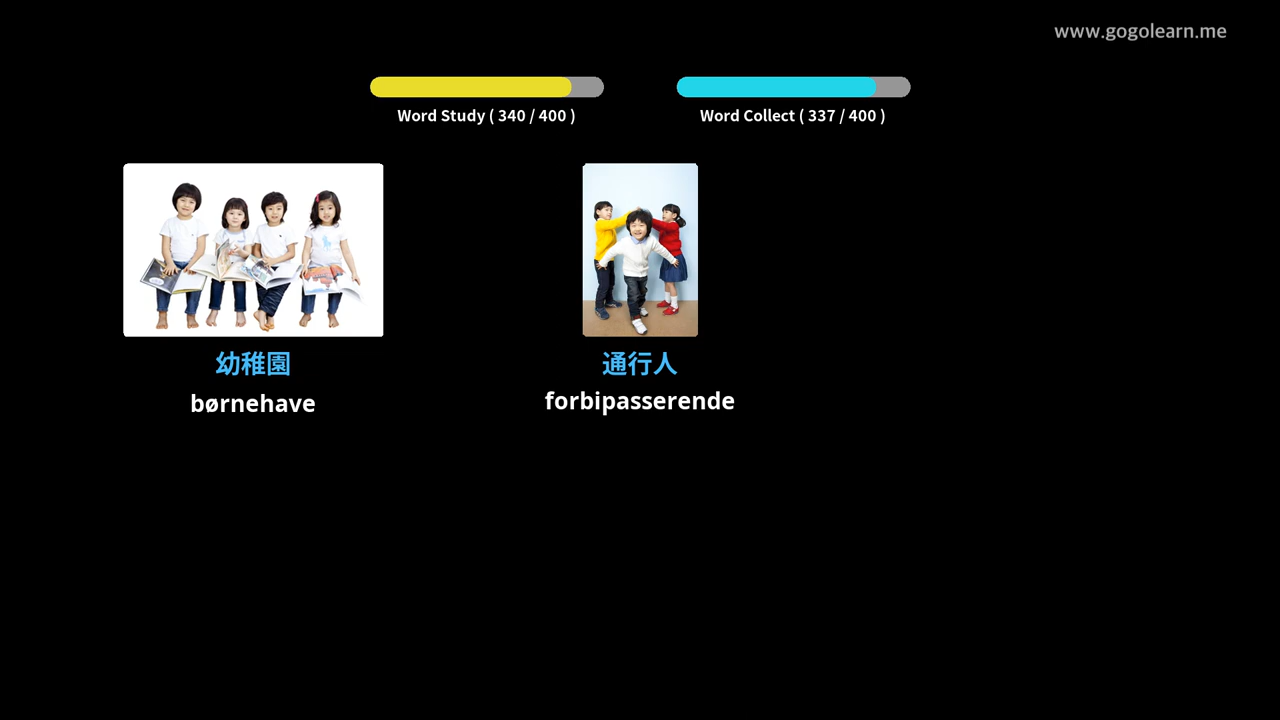 www.gogolearn.me
Word Study ( 340 / 400 )
Word Collect ( 337 / 400 )
幼稚園
børnehave
通行人
forbipasserende